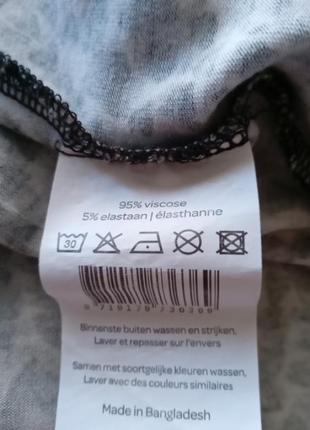 95% viscose
5% elastaan | élasthanne
30
Binnenste buiten wassen en strijken.
Laver et repasser sur l'envers
Samen met soortgelijke kleuren wassen,
Laver avec des couleurs similaires
Made in Bangladesh